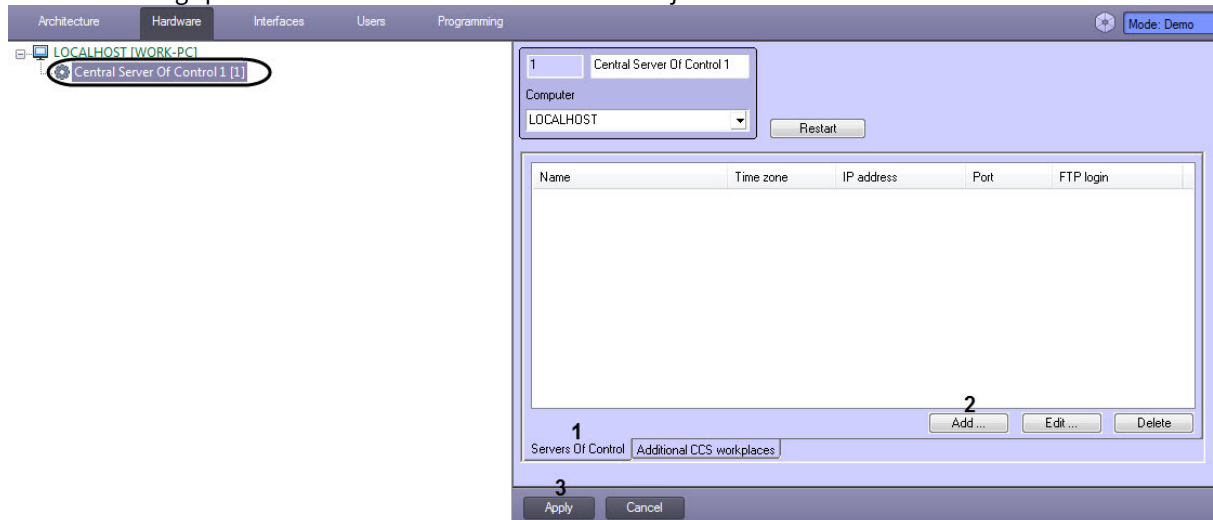 Architecture Hardware Interfaces Users Programming Mode: Demo
LOCALHOST [WORK-PC]
Central Server Of Control 1 [1]
1 Central Server Of Control 1
Computer
LOCALHOST
Restart
Name Time zone IP address Port FTP login
2
Add ... Edit ... Delete
1
Servers Of Control Additional CCS workplaces
3
Apply Cancel